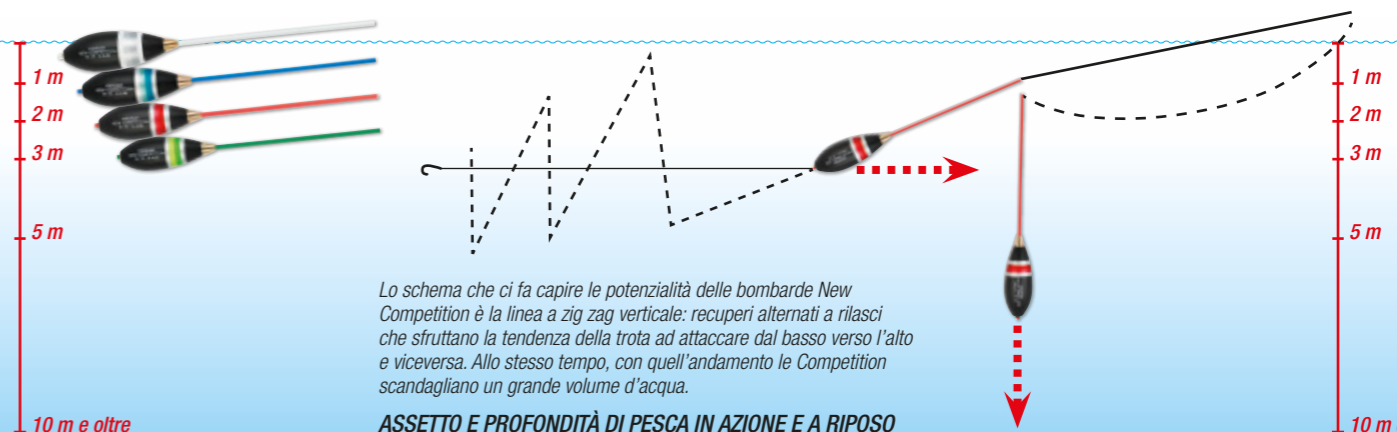 1 m
2 m
3 m
5 m
10 m e oltre
Lo schema che ci fa capire le potenzialità delle bombarde New
Competition è la linea a zig zag verticale: recuperi alternati a rilasci
che sfruttano la tendenza della trota ad attaccare dal basso verso l'alto
e viceversa. Allo stesso tempo, con quell'andamento le Competition
scandagliano un grande volume d'acqua.
ASSETTO E PROFONDITÀ DI PESCA IN AZIONE E A RIPOSO
1 m
2 m
3 m
5 m
10 m